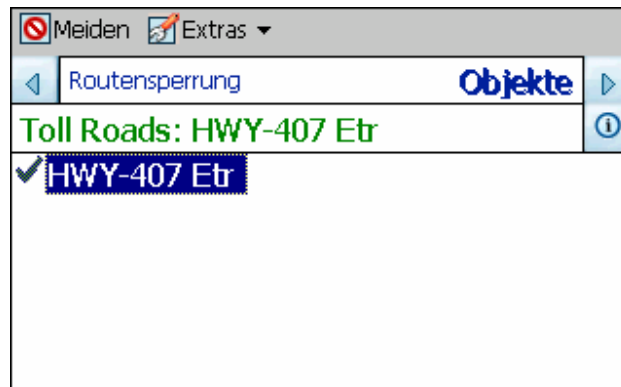 Meiden Extras
Routensperrung Objekte
Toll Roads: HWY-407 Etr
HWY-407 Etr